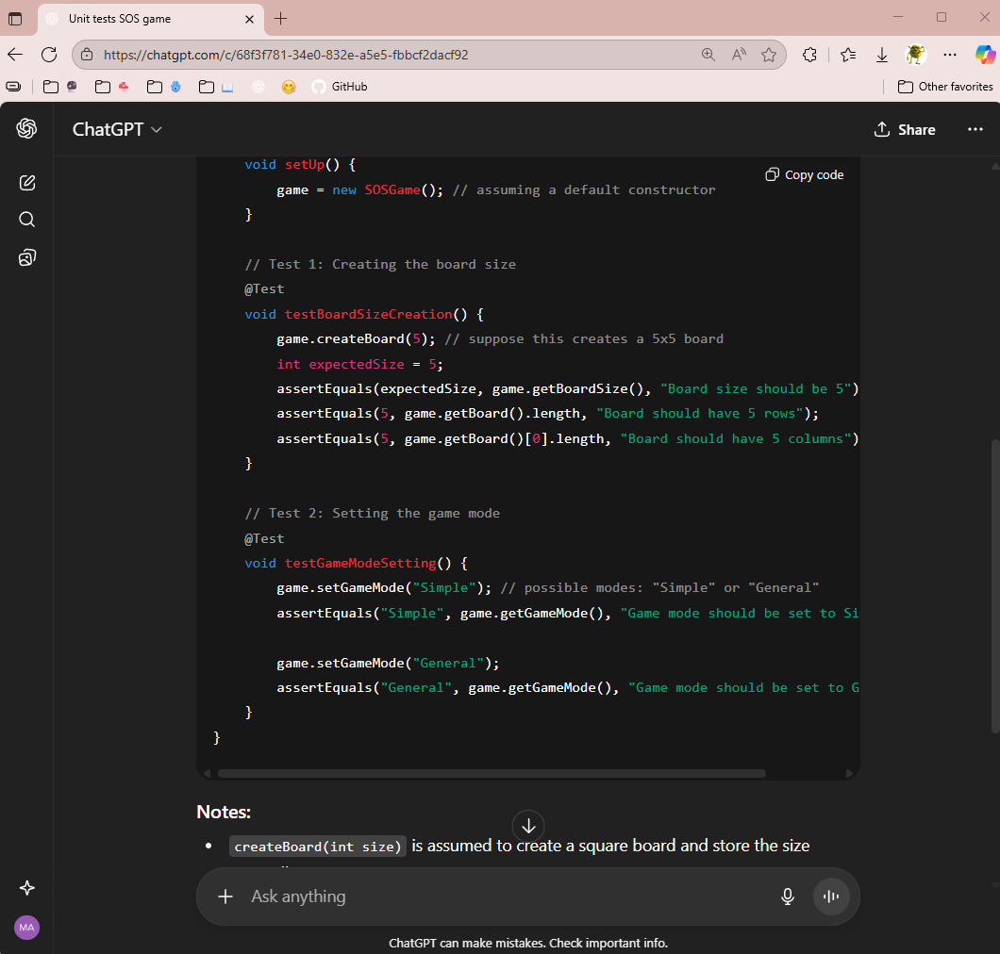 Unit tests SOS game
https://chatgpt.com/c/68f3f781-34e0-832e-a5e5-fbbcf2dacf92
GitHub
Other favorites
ChatGPT
Share
void setUp() {
Copy code
game = new SOSGame(); // assuming a default constructor
}
// Test 1: Creating the board size
@Test
void testBoardSizeCreation() {
game.createBoard(5); // suppose this creates a 5x5 board
int expectedSize = 5;
assertEquals(expectedSize, game.getBoardSize(), "Board size should be 5")
assertEquals(5, game.getBoard().length, "Board should have 5 rows");
assertEquals(5, game.getBoard()[0].length, "Board should have 5 columns")
}
// Test 2: Setting the game mode
@Test
void testGameModeSetting() {
game.setGameMode("Simple"); // possible modes: "Simple" or "General"
assertEquals("Simple", game.getGameMode(), "Game mode should be set to Si
game.setGameMode("General");
assertEquals("General", game.getGameMode(), "Game mode should be set to G
}
}
Notes:
• createBoard(int size) is assumed to create a square board and store the size
Ask anything
MA
ChatGPT can make mistakes. Check important info.